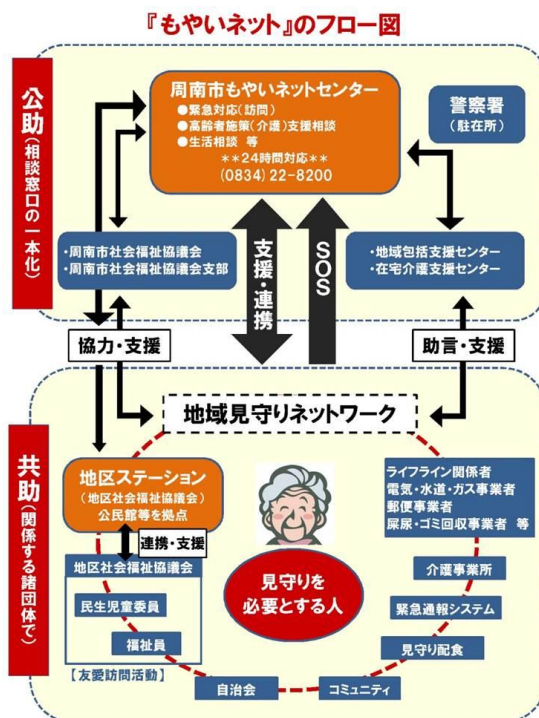 『もやいネット』のフロー図
公助(相談窓口の一本化)
周南市もやいネットセンター
●緊急対応(訪問)
●高齢者施策(介護)支援相談
●生活相談 等
**24時間対応**
(0834)22-8200
警察署
(駐在所)
・周南市社会福祉協議会
・周南市社会福祉協議会支部
支援・連携
SOS
・地域包括支援センター
・在宅介護支援センター
協力・支援
助言・支援
共助(関係する諸団体で)
地域見守りネットワーク
地区ステーション
(地区社会福祉協議会)
公民館等を拠点
連携・支援
地区社会福祉協議会
民生児童委員
福祉員
【友愛訪問活動】
見守りを
必要とする人
ライフライン関係者
電気・水道・ガス事業者
郵便事業者
屎尿・ゴミ回収事業者 等
介護事業所
緊急通報システム
見守り配食
コミュニティ
自治会